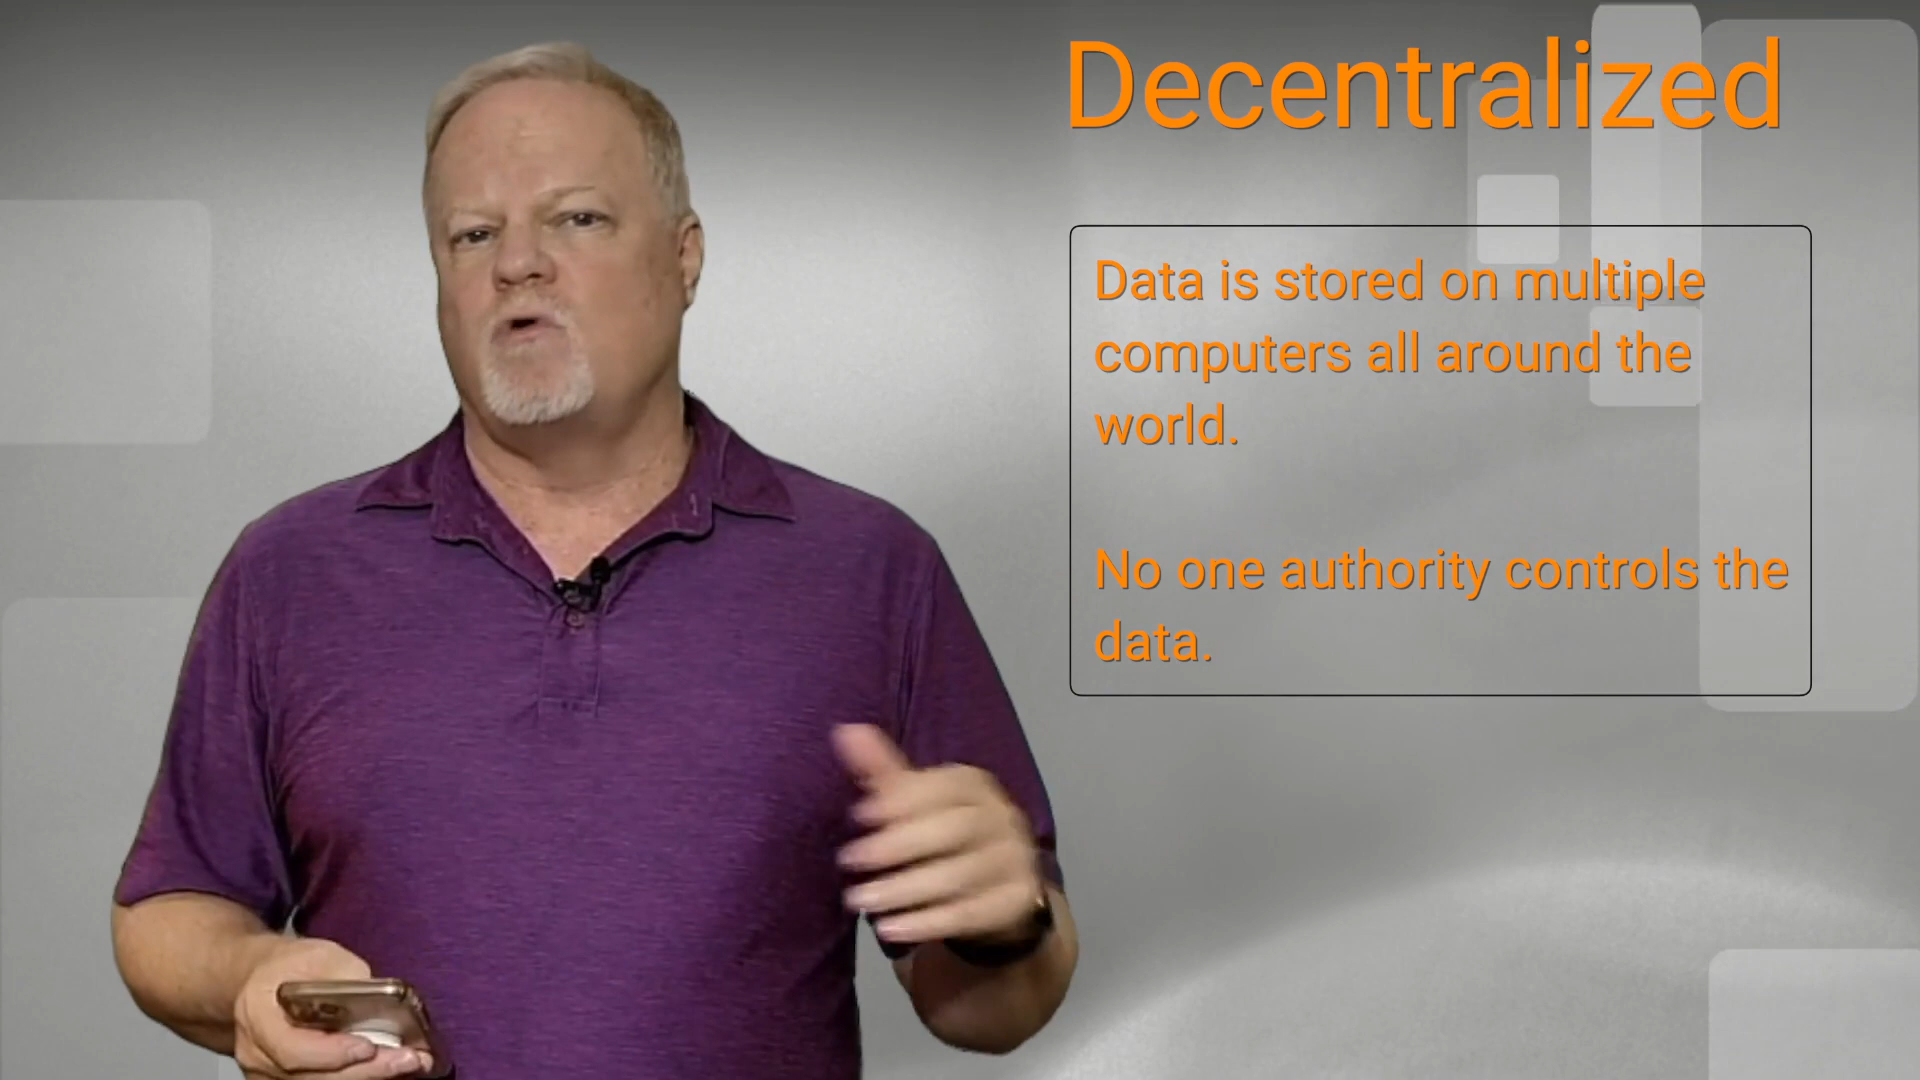 Decentralized
Data is stored on multiple
computers all around the
world.
No one authority controls the
data.